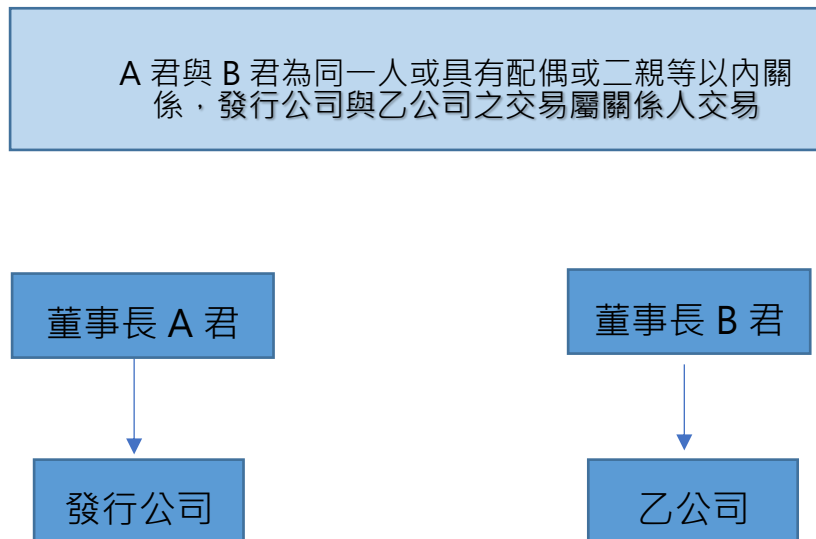 A 君與 B 君為同一人或具有配偶或二親等以內關
係，發行公司與乙公司之交易屬關係人交易
董事長 A 君
董事長 B 君
發行公司
乙公司